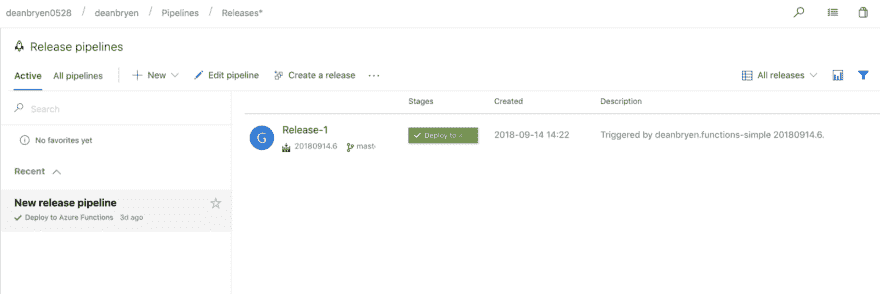 deanbryen0528 / deanbryen / Pipelines / Releases*
Release pipelines
Active All pipelines + New Edit pipeline Create a release ... All releases
Search
Stages Created Description
No favorites yet
G Release-1 Deploy to 2018-09-14 14:22 Triggered by deanbryen.functions-simple 20180914.6.
20180914.6 mast
Recent
New release pipeline
Deploy to Azure Functions 3d ago